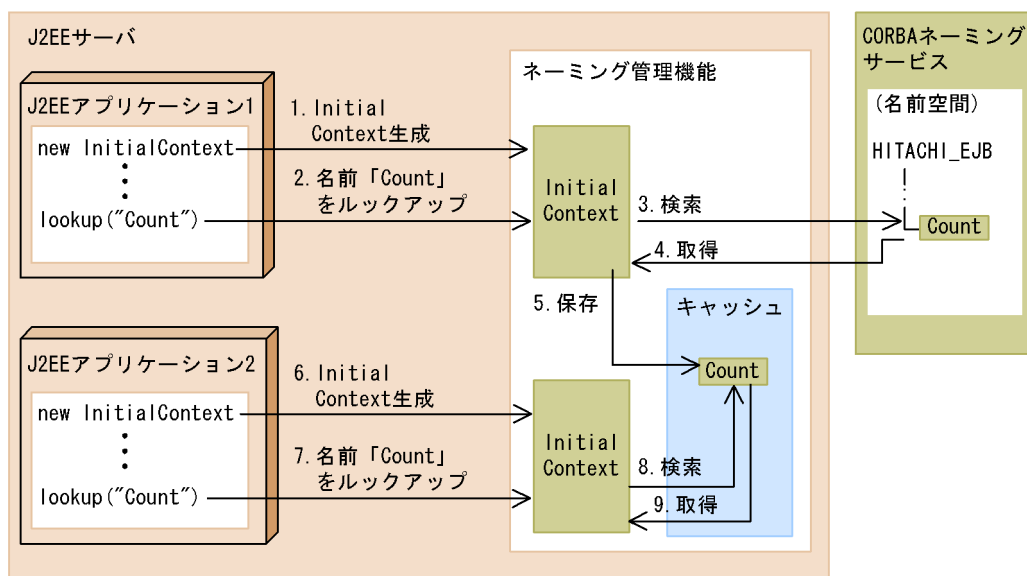 J2EEサーバ
J2EEアプリケーション1
new InitialContext
lookup("Count")
1. Initial
Context生成
2. 名前「Count」
をルックアップ
ネーミング管理機能
Initial
Context
3. 検索
4. 取得
5. 保存
CORBAネーミング
サービス
(名前空間)
HITACHI_EJB
Count
キャッシュ
Count
J2EEアプリケーション2
new InitialContext
lookup("Count")
6. Initial
Context生成
7. 名前「Count」
をルックアップ
Initial
Context
8. 検索
9. 取得